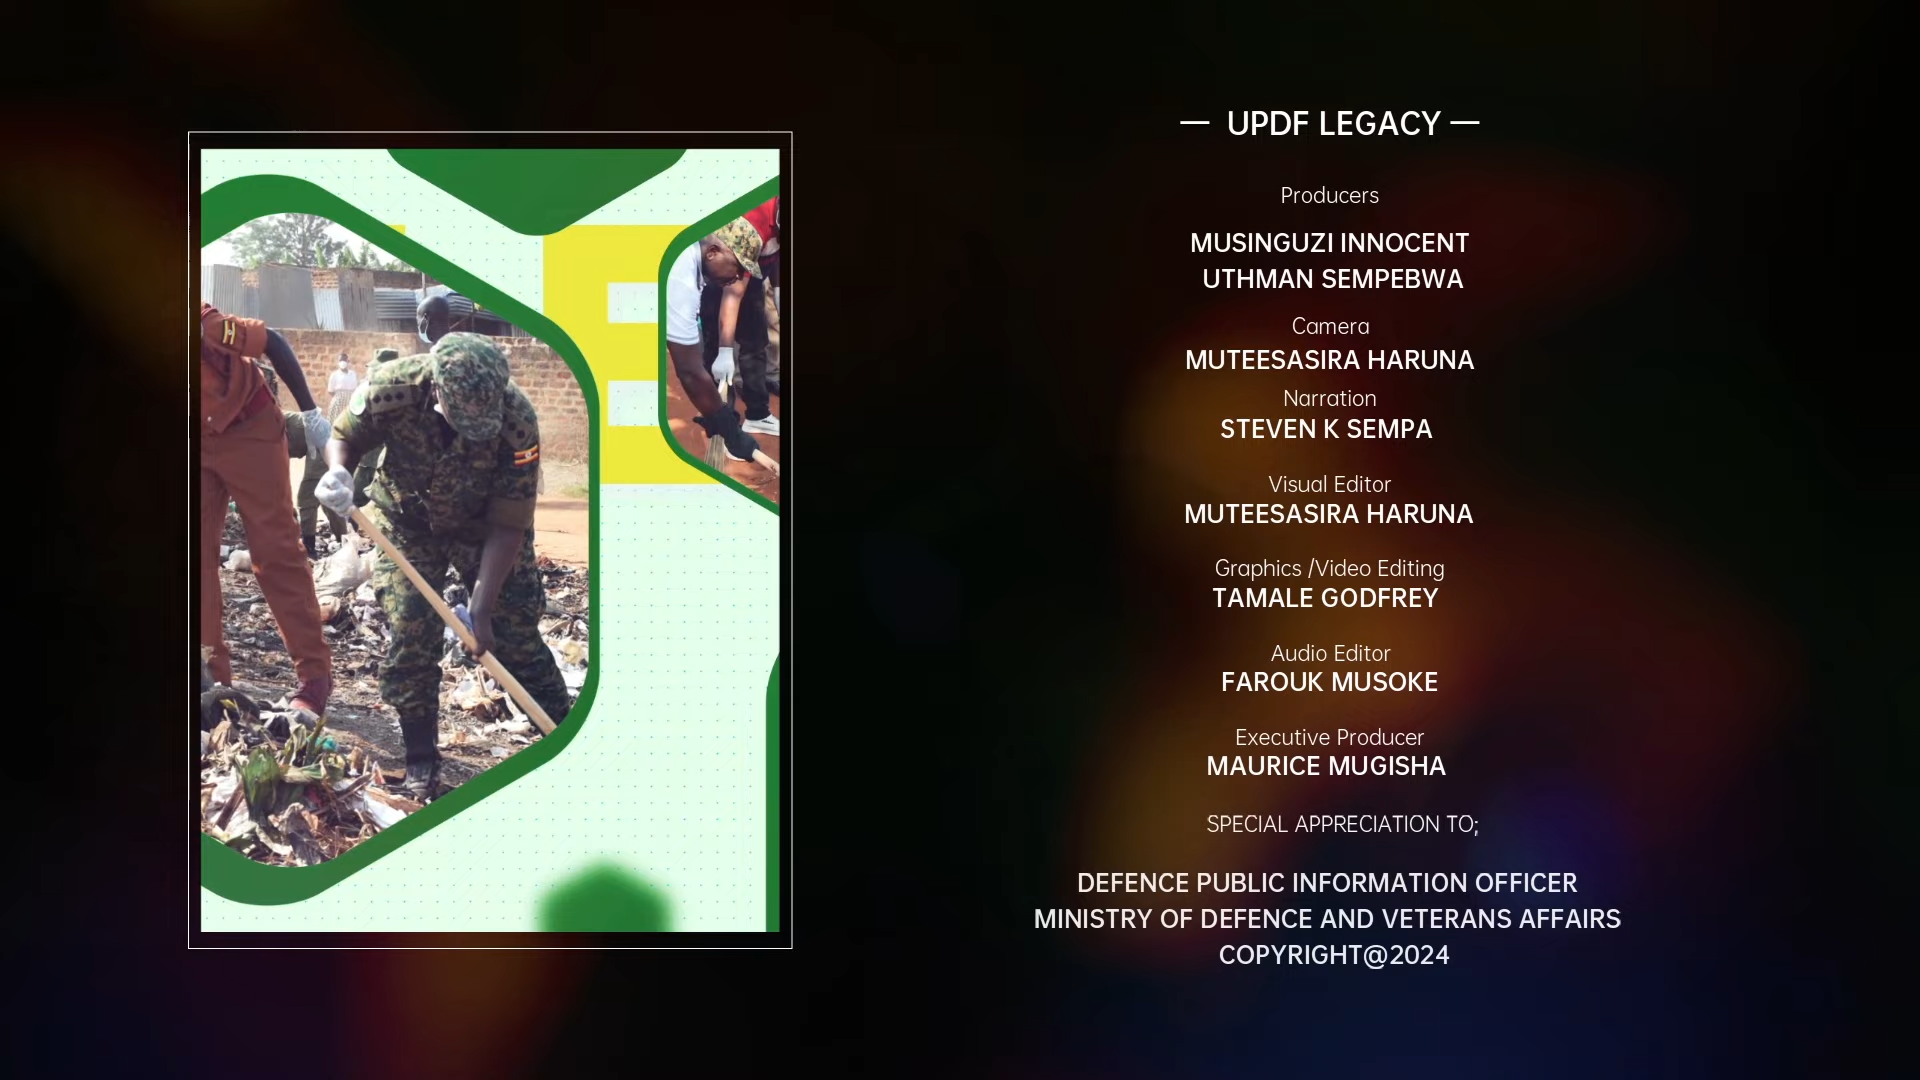 — UPDF LEGACY —
Producers
MUSINGUZI INNOCENT
UTHMAN SEMPEBWA
Camera
MUTEESASIRA HARUNA
Narration
STEVEN K SEMPA
Visual Editor
MUTEESASIRA HARUNA
Graphics /Video Editing
TAMALE GODFREY
Audio Editor
FAROUK MUSOKE
Executive Producer
MAURICE MUGISHA
SPECIAL APPRECIATION TO;
DEFENCE PUBLIC INFORMATION OFFICER
MINISTRY OF DEFENCE AND VETERANS AFFAIRS
COPYRIGHT@2024